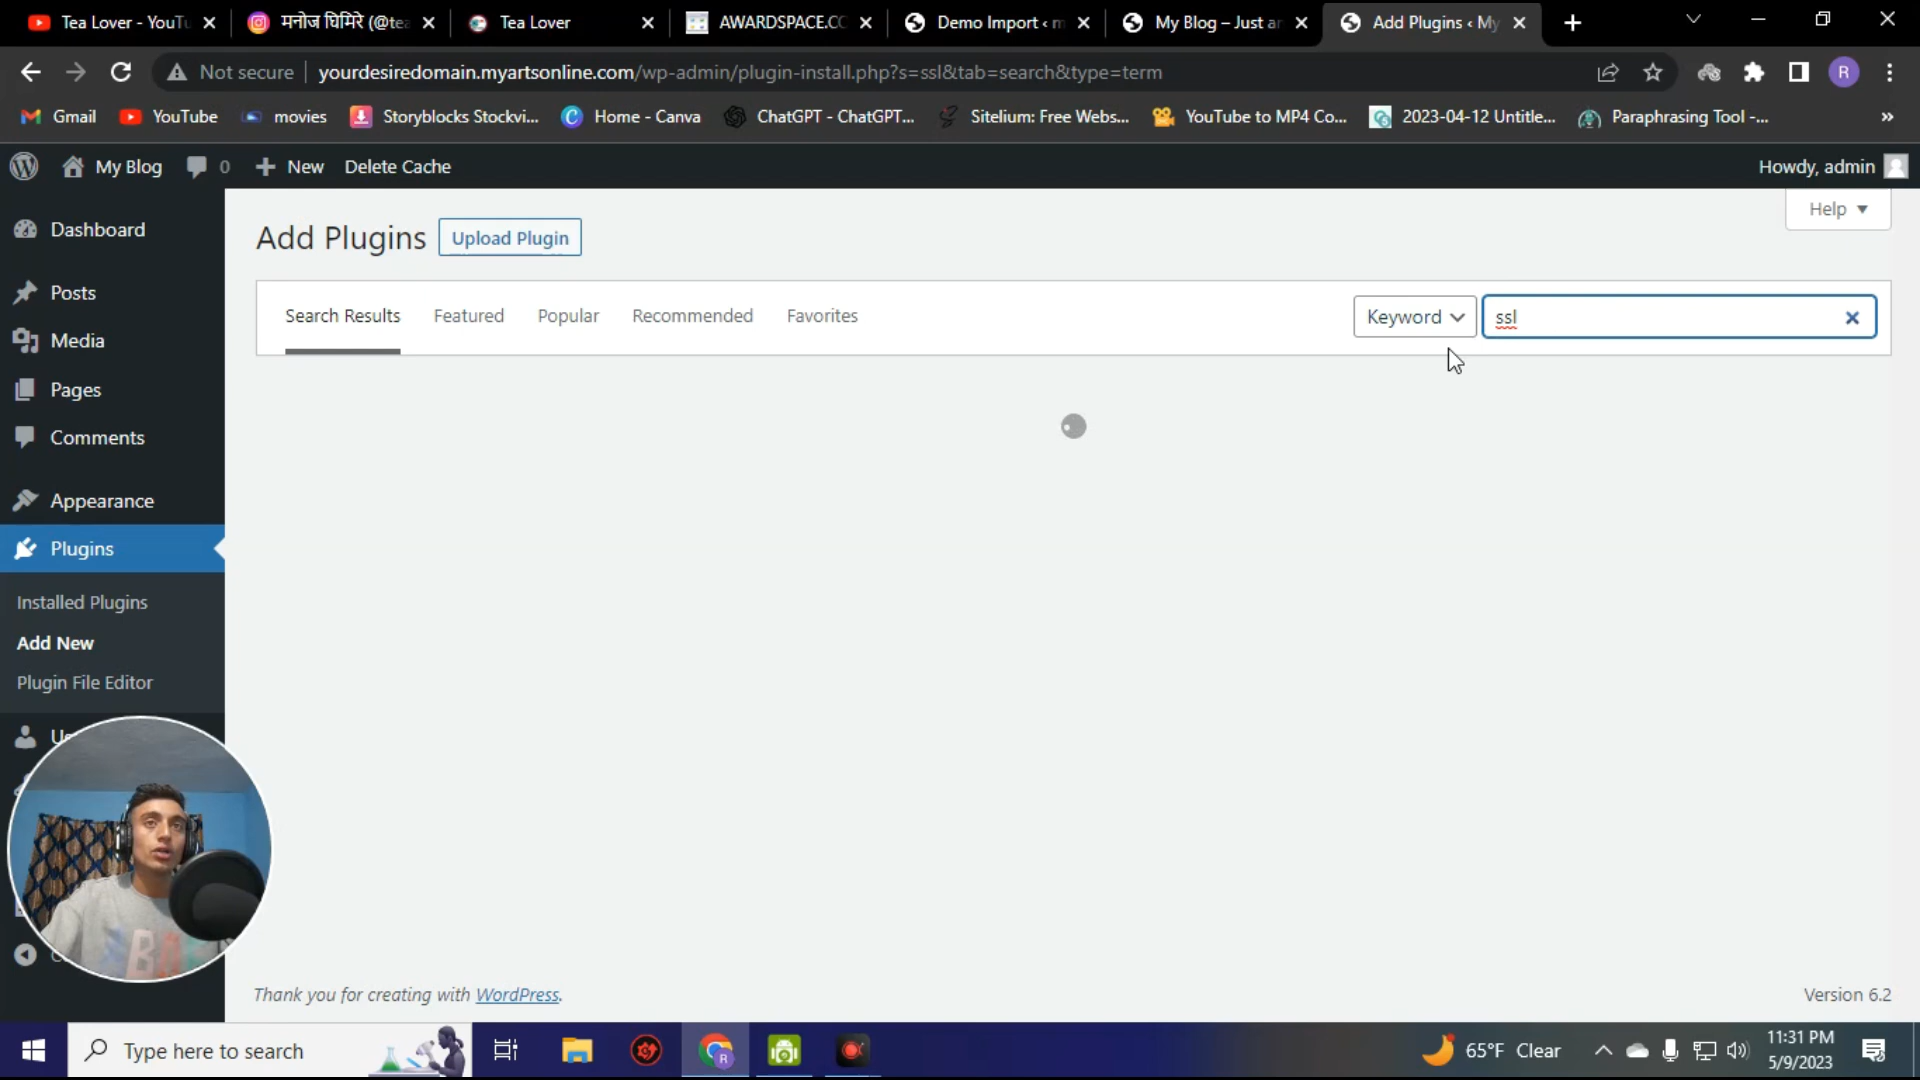 Tea Lover - YouTu
मनोज घिमिरे (@tea
Tea Lover
AWARDSPACE.CC
Demo Import ‹ m
My Blog – Just an
Add Plugins ‹ My
Not secure yourdesiredomain.myartsonline.com/wp-admin/plugin-install.php?s=ssl&tab=search&type=term
R
Gmail
YouTube
movies
Storyblocks Stockvi...
Home - Canva
ChatGPT - ChatGPT...
Sitelium: Free Webs...
YouTube to MP4 Co...
2023-04-12 Untitle...
Paraphrasing Tool -...
»
My Blog 0 New Delete Cache
Howdy, admin
Help
Dashboard
Posts
Media
Pages
Comments
Appearance
Plugins
Installed Plugins
Add New
Plugin File Editor
Add Plugins Upload Plugin
Search Results Featured Popular Recommended Favorites
Keyword ssl
Thank you for creating with WordPress.
Version 6.2
Type here to search
65°F Clear
11:31 PM
5/9/2023